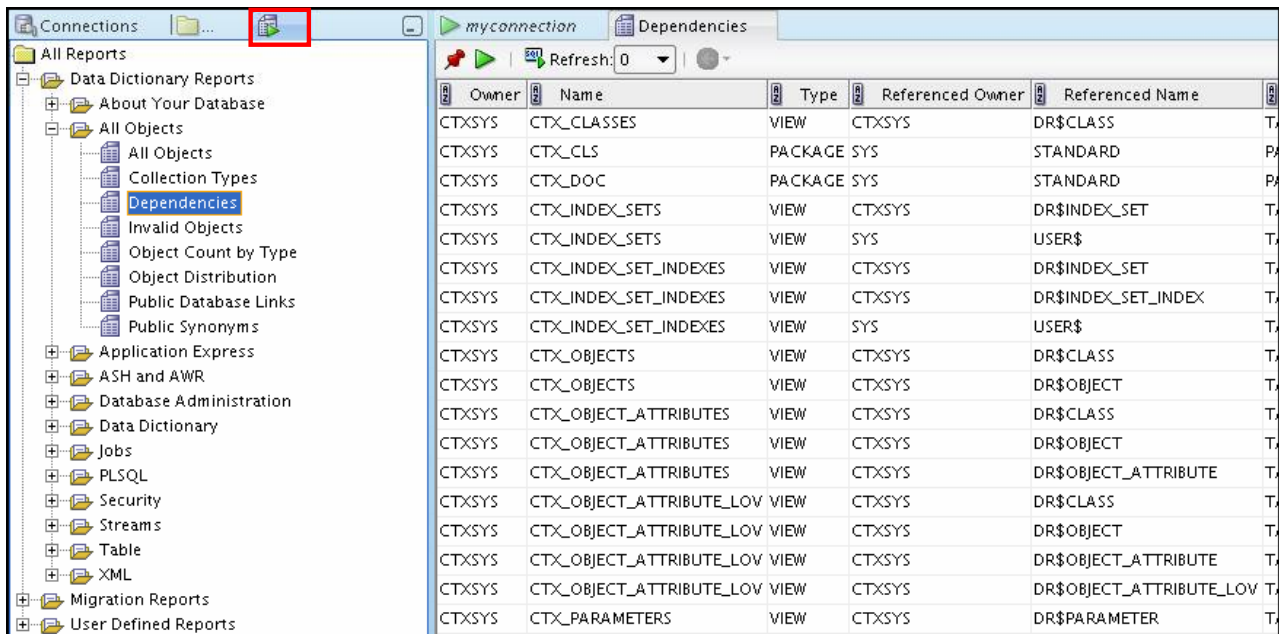 Connections ... 
All Reports
Data Dictionary Reports
About Your Database
All Objects
All Objects
Collection Types
Dependencies
Invalid Objects
Object Count by Type
Object Distribution
Public Database Links
Public Synonyms
Application Express
ASH and AWR
Database Administration
Data Dictionary
Jobs
PLSQL
Security
Streams
Table
XML
Migration Reports
User Defined Reports
myconnection Dependencies
SQL Refresh: 0
Owner Name Type Referenced Owner Referenced Name
CTXSYS CTX_CLASSES VIEW CTXSYS DR$CLASS
CTXSYS CTX_CLS PACKAGE SYS STANDARD
CTXSYS CTX_DOC PACKAGE SYS STANDARD
CTXSYS CTX_INDEX_SETS VIEW CTXSYS DR$INDEX_SET
CTXSYS CTX_INDEX_SETS VIEW SYS USER$
CTXSYS CTX_INDEX_SET_INDEXES VIEW CTXSYS DR$INDEX_SET
CTXSYS CTX_INDEX_SET_INDEXES VIEW CTXSYS DR$INDEX_SET_INDEX
CTXSYS CTX_INDEX_SET_INDEXES VIEW SYS USER$
CTXSYS CTX_OBJECTS VIEW CTXSYS DR$CLASS
CTXSYS CTX_OBJECTS VIEW CTXSYS DR$OBJECT
CTXSYS CTX_OBJECT_ATTRIBUTES VIEW CTXSYS DR$CLASS
CTXSYS CTX_OBJECT_ATTRIBUTES VIEW CTXSYS DR$OBJECT
CTXSYS CTX_OBJECT_ATTRIBUTES VIEW CTXSYS DR$OBJECT_ATTRIBUTE
CTXSYS CTX_OBJECT_ATTRIBUTE_LOV VIEW CTXSYS DR$CLASS
CTXSYS CTX_OBJECT_ATTRIBUTE_LOV VIEW CTXSYS DR$OBJECT
CTXSYS CTX_OBJECT_ATTRIBUTE_LOV VIEW CTXSYS DR$OBJECT_ATTRIBUTE
CTXSYS CTX_OBJECT_ATTRIBUTE_LOV VIEW CTXSYS DR$OBJECT_ATTRIBUTE_LOV
CTXSYS CTX_PARAMETERS VIEW CTXSYS DR$PARAMETER